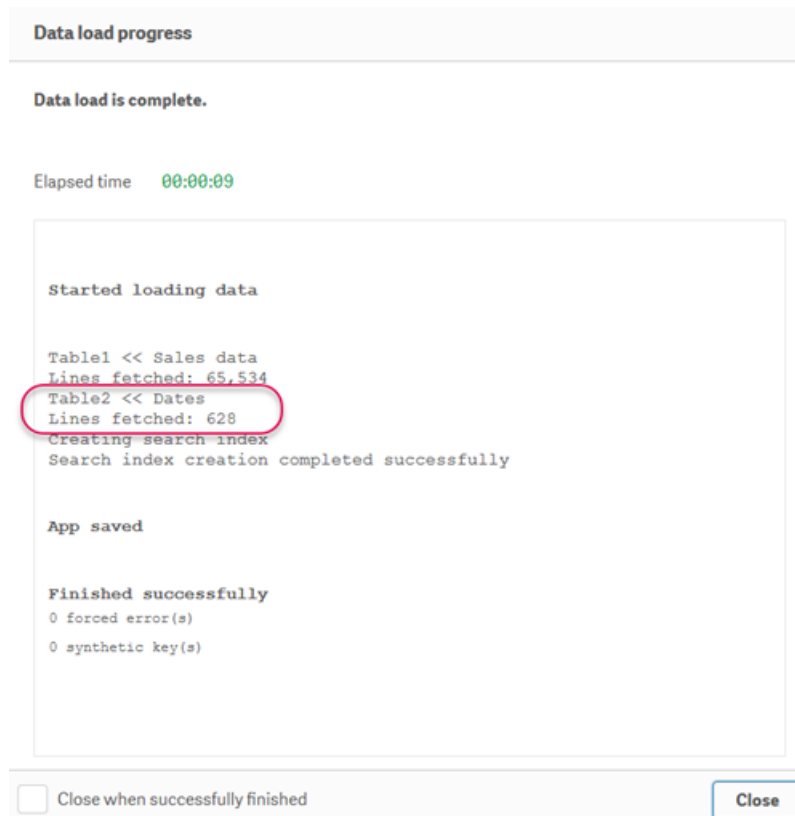 Data load progress
Data load is complete.
Elapsed time 00:00:09
Started loading data
Table1 << Sales data
Lines fetched: 65,534
Table2 << Dates
Lines fetched: 628
Creating search index
Search index creation completed successfully
App saved
Finished successfully
0 forced error(s)
0 synthetic key(s)
Close when successfully finished
Close